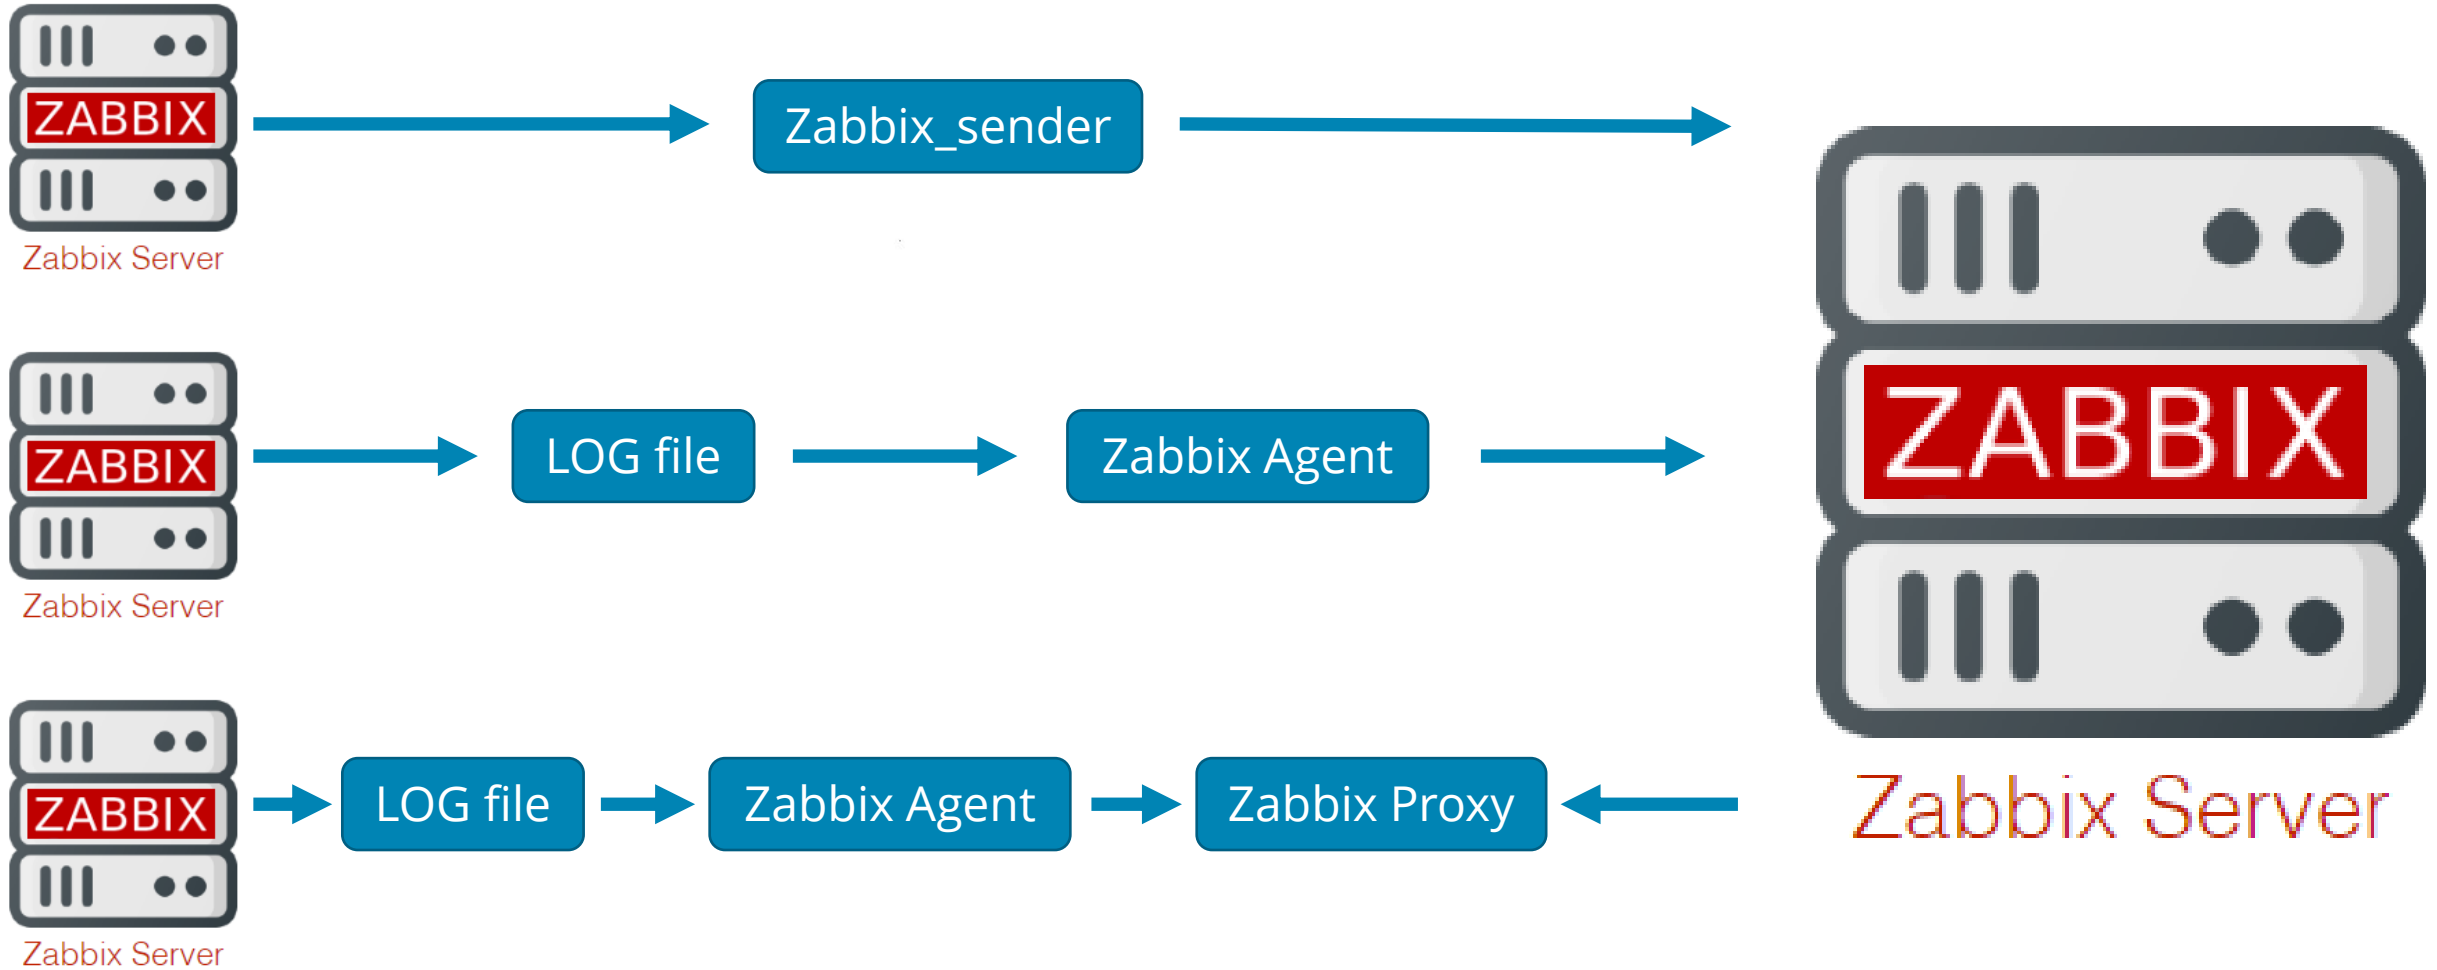 ZABBIX
Zabbix Server
Zabbix_sender
ZABBIX
Zabbix Server
LOG file
Zabbix Agent
ZABBIX
Zabbix Server
LOG file
Zabbix Agent
Zabbix Proxy
ZABBIX
Zabbix Server